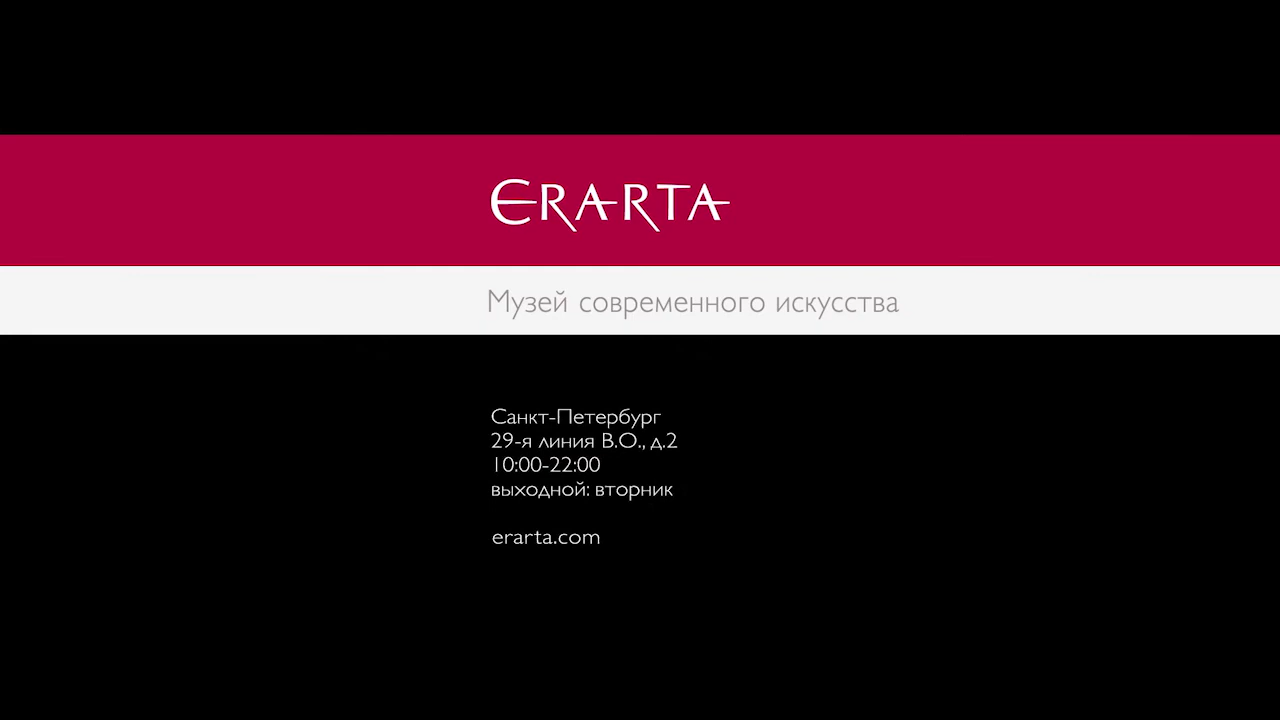 ERARTA
Музей современного искусства
Санкт-Петербург
29-я линия В.О., д.2
10:00-22:00
выходной: вторник
erarta.com